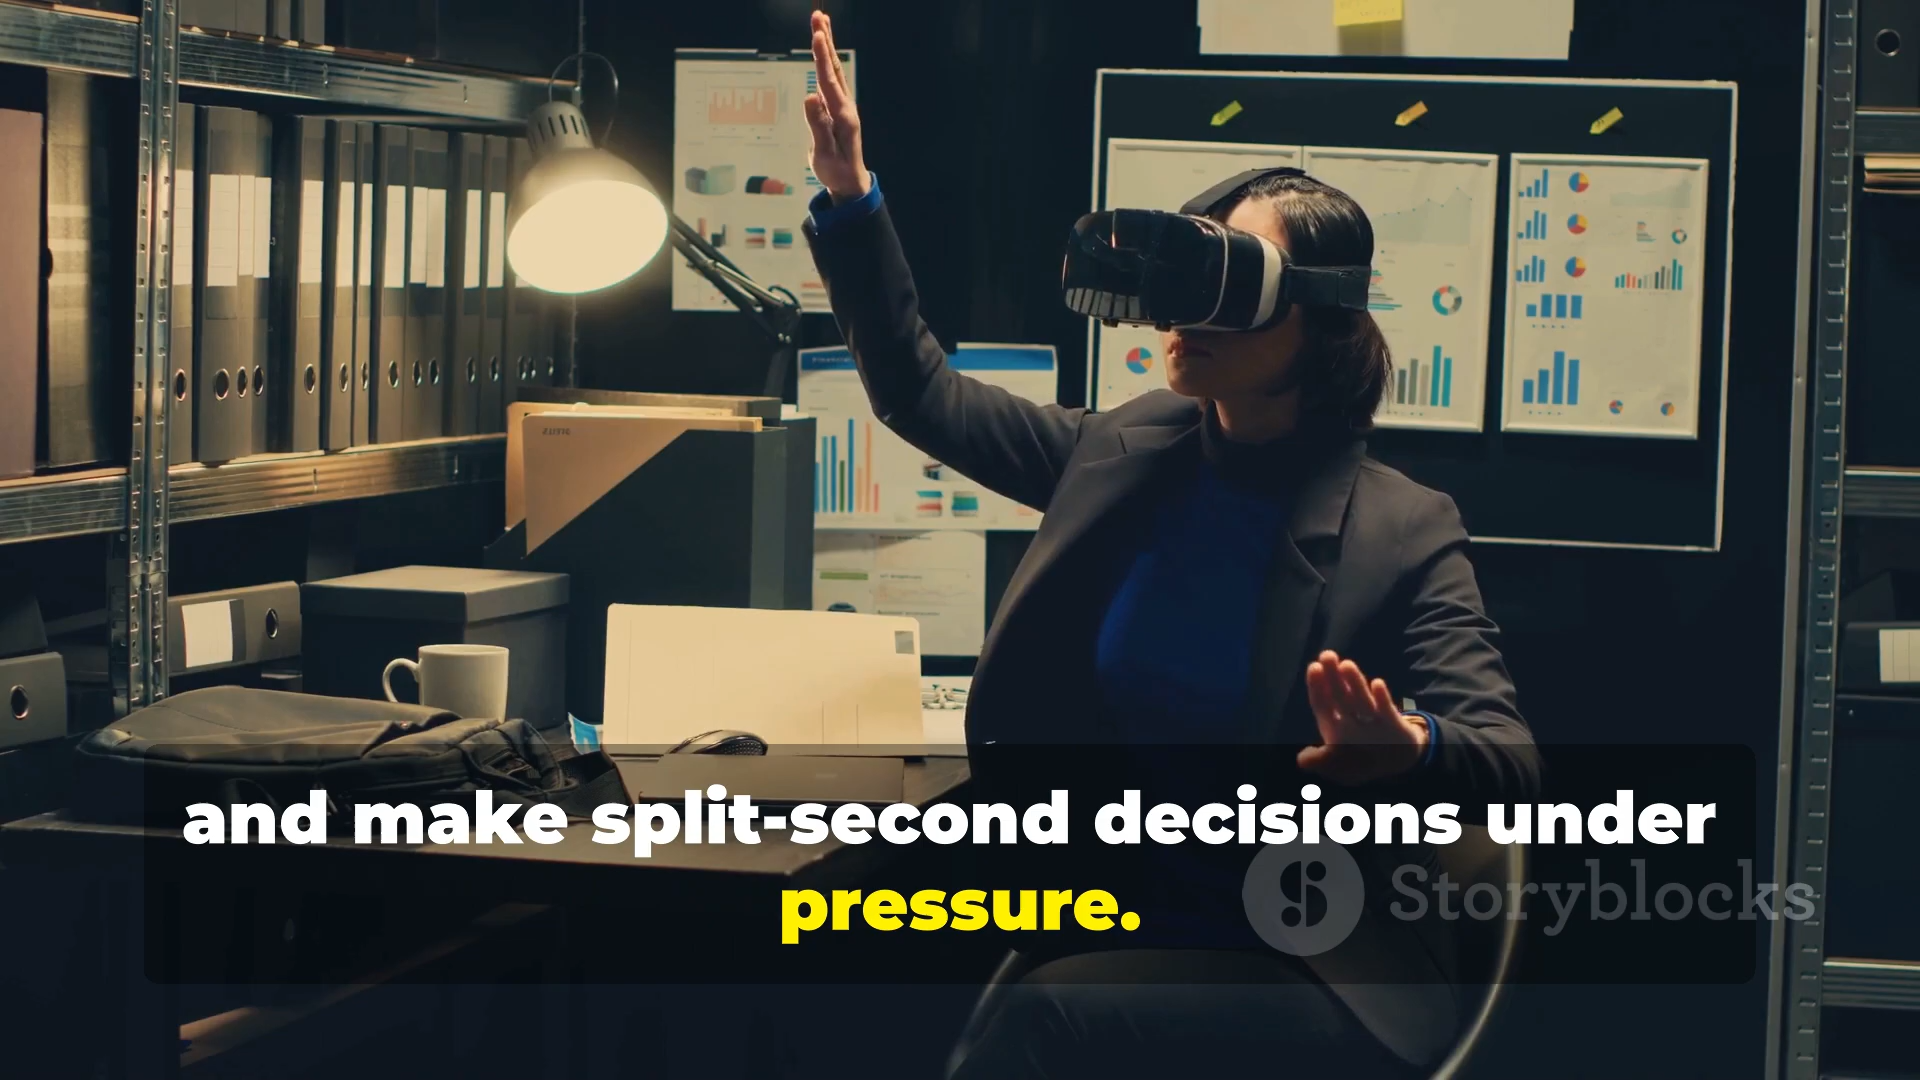 and make split-second decisions under
pressure.
Storyblocks